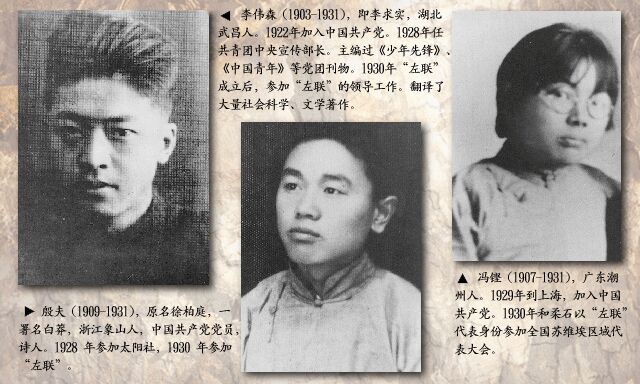 ◀ 李伟森（1903-1931），即李求实，湖北
武昌人。1922年加入中国共产党。1928年任
共青团中央宣传部长。主编过《少年先锋》、
《中国青年》等党团刊物。1930年“左联”
成立后，参加“左联”的领导工作。翻译了
大量社会科学、文学著作。
▶ 殷夫（1909-1931），原名徐柏庭，一
署名白莽，浙江象山人，中国共产党党员，
诗人。1928 年参加太阳社，1930 年参加
“左联”。
▲ 冯铿（1907-1931），广东潮
州人。1929年到上海，加入中国
共产党。1930年和柔石以“左联”
代表身份参加全国苏维埃区域代
表大会。